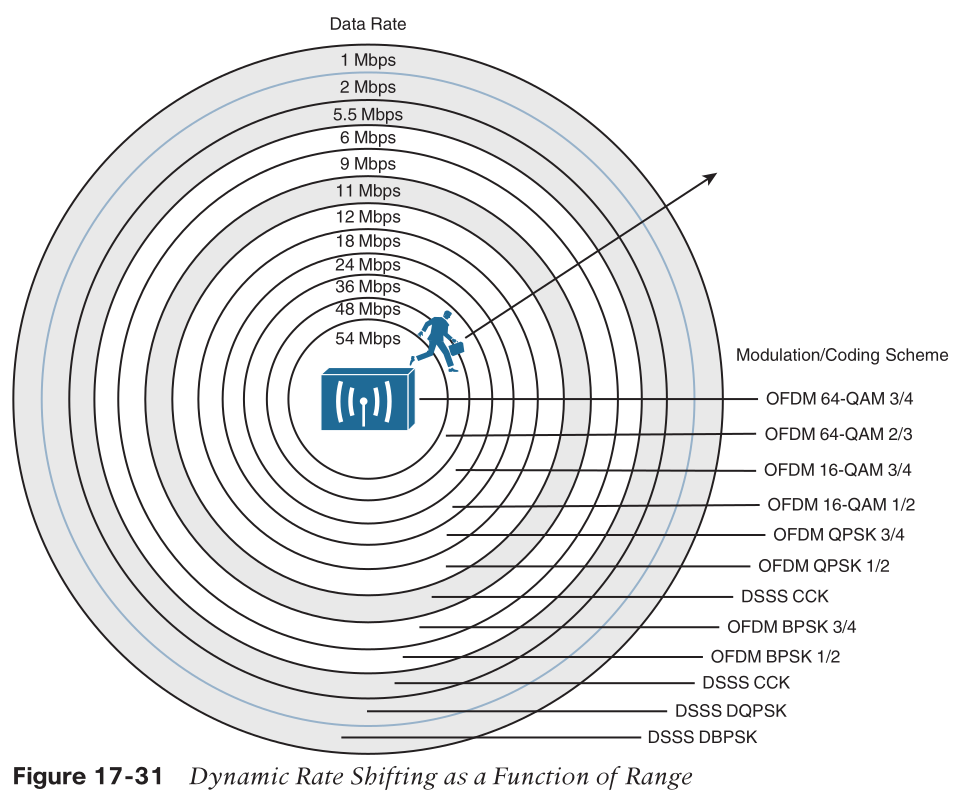 Data Rate
1 Mbps
2 Mbps
5.5 Mbps
6 Mbps
9 Mbps
11 Mbps
12 Mbps
18 Mbps
24 Mbps
36 Mbps
48 Mbps
54 Mbps
Modulation/Coding Scheme
OFDM 64-QAM 3/4
OFDM 64-QAM 2/3
OFDM 16-QAM 3/4
OFDM 16-QAM 1/2
OFDM QPSK 3/4
OFDM QPSK 1/2
DSSS CCK
OFDM BPSK 3/4
OFDM BPSK 1/2
DSSS CCK
DSSS DQPSK
DSSS DBPSK
Figure 17-31 Dynamic Rate Shifting as a Function of Range